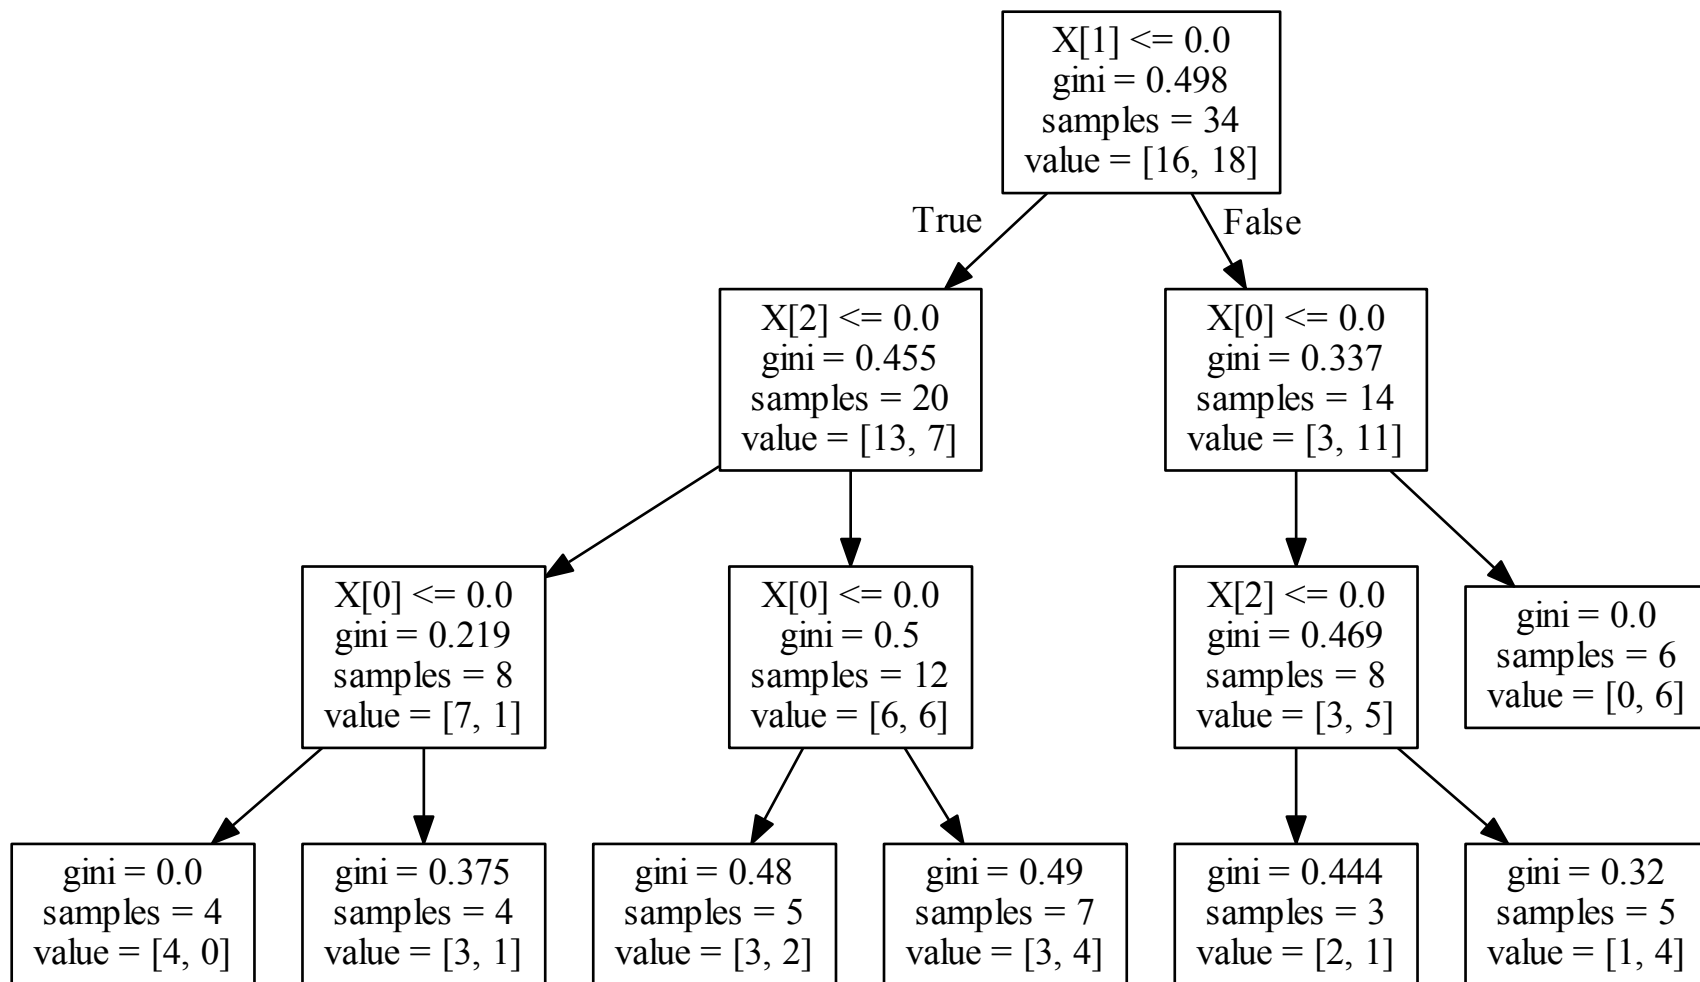 X[1] <= 0.0
gini = 0.498
samples = 34
value = [16, 18]
True
False
X[2] <= 0.0
gini = 0.455
samples = 20
value = [13, 7]
X[0] <= 0.0
gini = 0.337
samples = 14
value = [3, 11]
X[0] <= 0.0
gini = 0.219
samples = 8
value = [7, 1]
X[0] <= 0.0
gini = 0.5
samples = 12
value = [6, 6]
X[2] <= 0.0
gini = 0.469
samples = 8
value = [3, 5]
gini = 0.0
samples = 6
value = [0, 6]
gini = 0.0
samples = 4
value = [4, 0]
gini = 0.375
samples = 4
value = [3, 1]
gini = 0.48
samples = 5
value = [3, 2]
gini = 0.49
samples = 7
value = [3, 4]
gini = 0.444
samples = 3
value = [2, 1]
gini = 0.32
samples = 5
value = [1, 4]